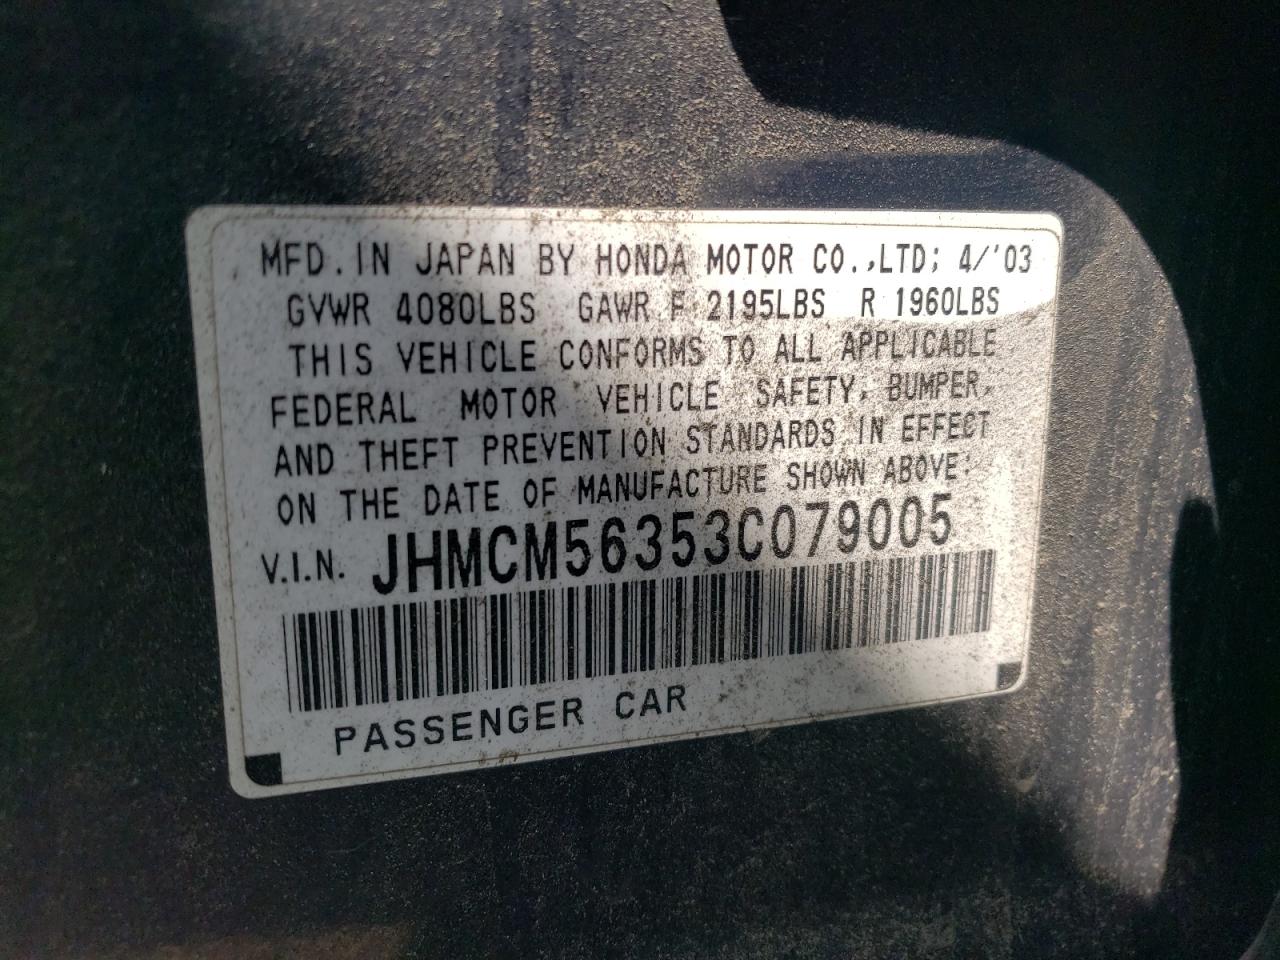 MFD. IN JAPAN BY HONDA MOTOR CO.,LTD; 4/'03
GVWR 4080LBS GAWR F 2195LBS R 1960LBS
THIS VEHICLE CONFORMS TO ALL APPLICABLE
FEDERAL MOTOR VEHICLE SAFETY, BUMPER,
AND THEFT PREVENTION STANDARDS IN EFFECT
ON THE DATE OF MANUFACTURE SHOWN ABOVE:
V.I.N. JHMCM56353C079005
PASSENGER CAR